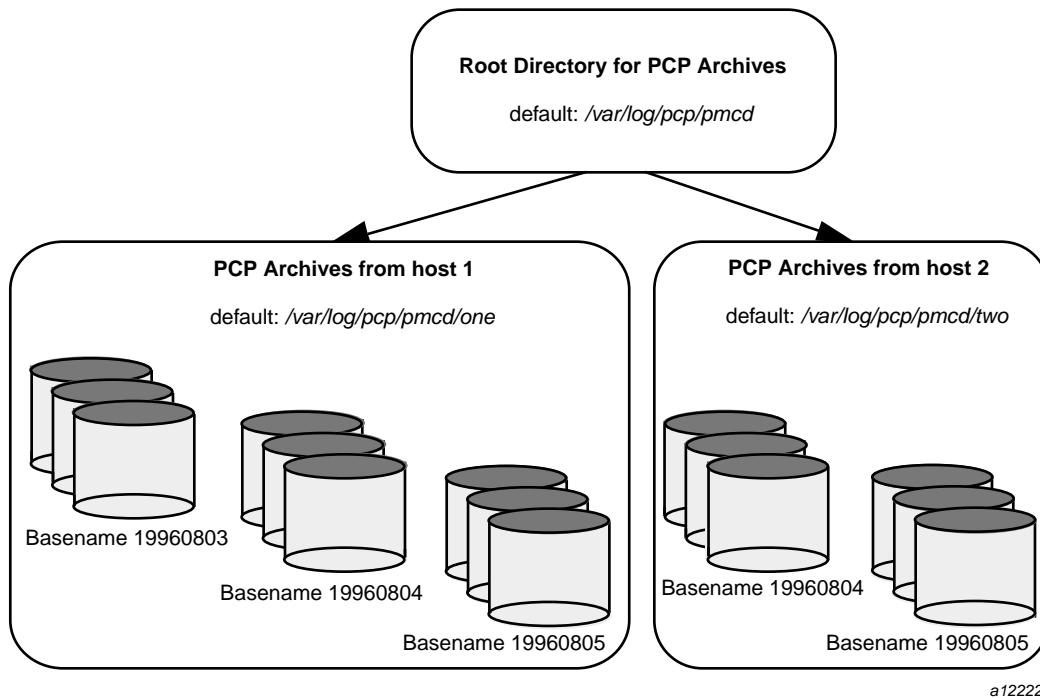 Root Directory for PCP Archives
default: /var/log/pcp/pmcd
PCP Archives from host 1
default: /var/log/pcp/pmcd/one
Basename 19960803
Basename 19960804
Basename 19960805
PCP Archives from host 2
default: /var/log/pcp/pmcd/two
Basename 19960804
Basename 19960805
a12222